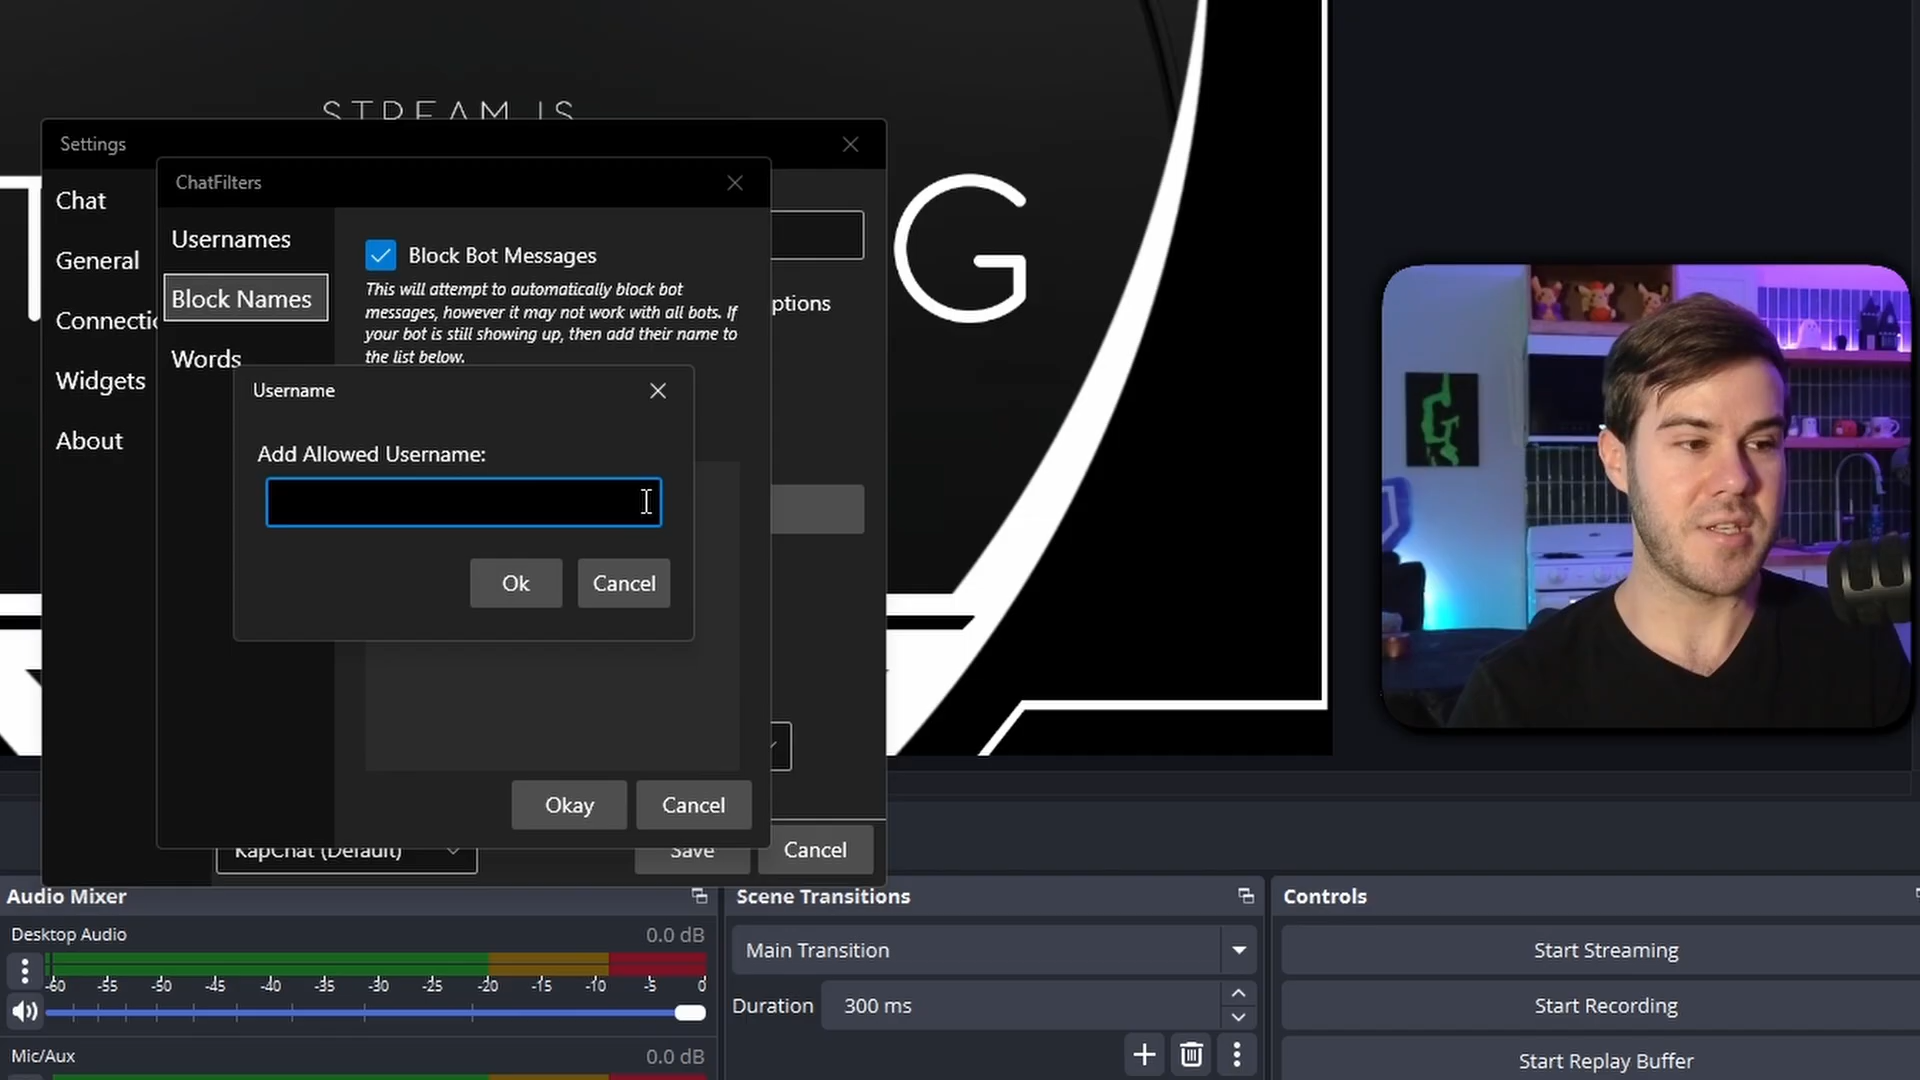 STREAM IS
G
Settings
Chat
General
Connectio
Widgets
About
ChatFilters
Usernames
Block Names
Words
Block Bot Messages
This will attempt to automatically block bot
messages, however it may not work with all bots. If
your bot is still showing up, then add their name to
the list below.
ptions
Username
Add Allowed Username:
Ok
Cancel
Okay
Cancel
KapChat (Default)
Save
Cancel
Audio Mixer
Desktop Audio
0.0 dB
-60 -55 -50 -45 -40 -35 -30 -25 -20 -15 -10 -5 0
Mic/Aux
0.0 dB
Scene Transitions
Main Transition
Duration
300 ms
Controls
Start Streaming
Start Recording
Start Replay Buffer